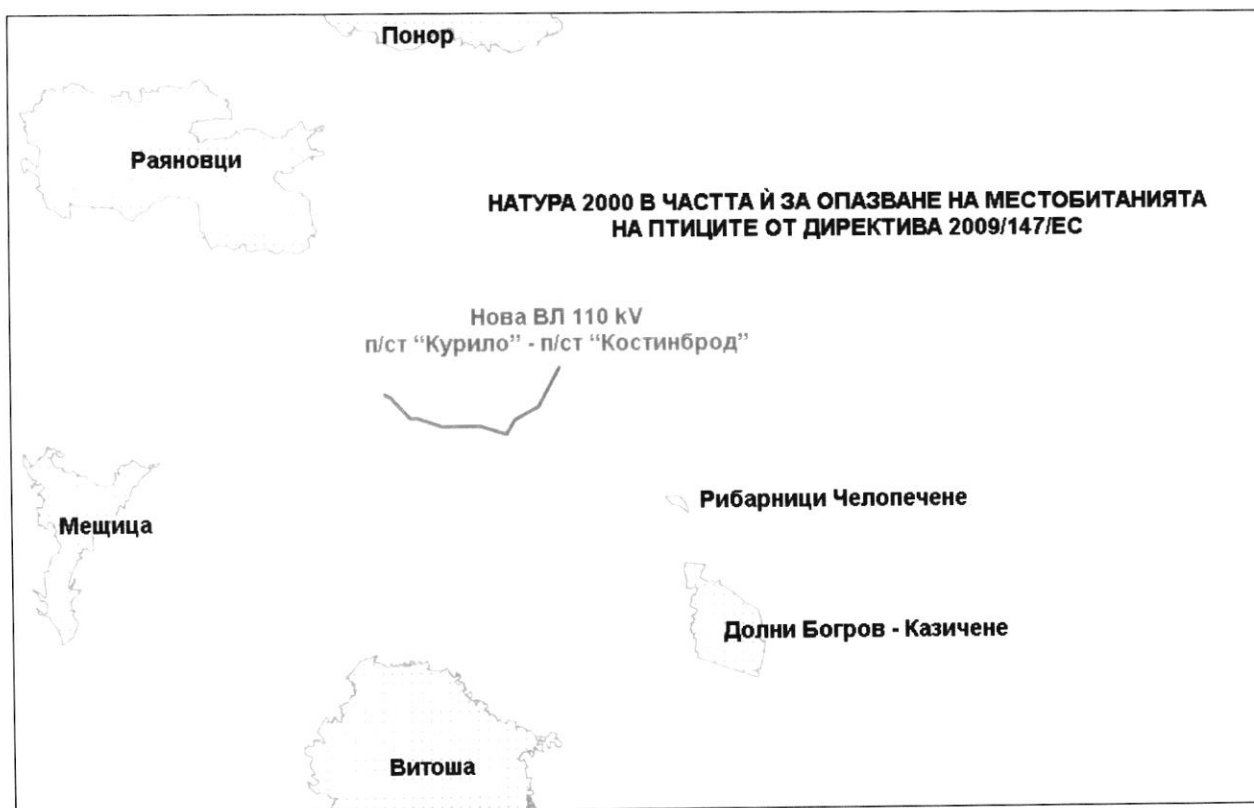 Понор
Раяновци
НАТУРА 2000 В ЧАСТТА Ѝ ЗА ОПАЗВАНЕ НА МЕСТОБИТАНИЯТА
НА ПТИЦИТЕ ОТ ДИРЕКТИВА 2009/147/ЕС
Нова ВЛ 110 kV
п/ст “Курило” - п/ст “Костинброд”
Рибарници Челопечене
Мещица
Долни Богров - Казичене
Витоша